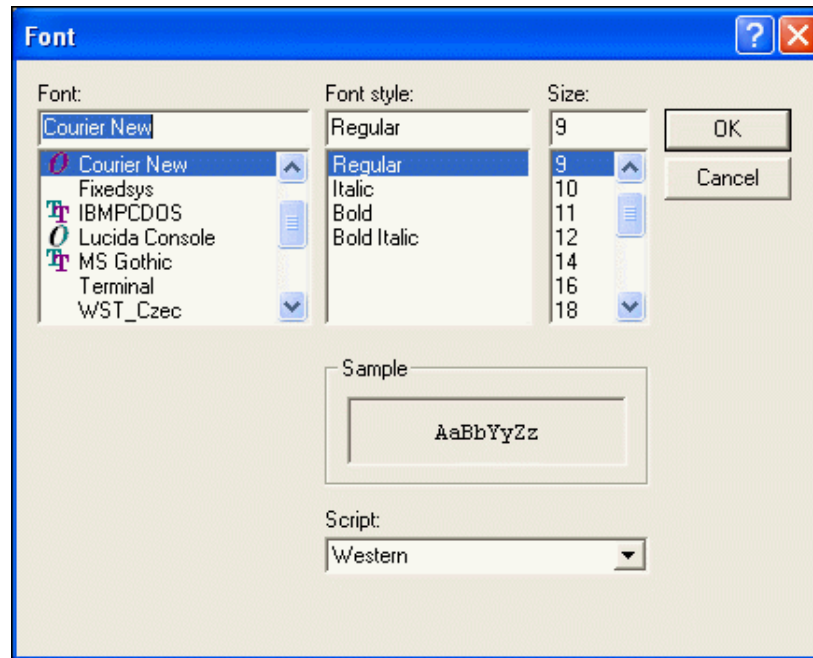 Font
Font:
Courier New
Courier New
Fixedsys
IBMPCDOS
Lucida Console
MS Gothic
Terminal
WST_Czec
Font style:
Regular
Regular
Italic
Bold
Bold Italic
Size:
9
9
10
11
12
14
16
18
OK
Cancel
Sample
AaBbYyZz
Script:
Western